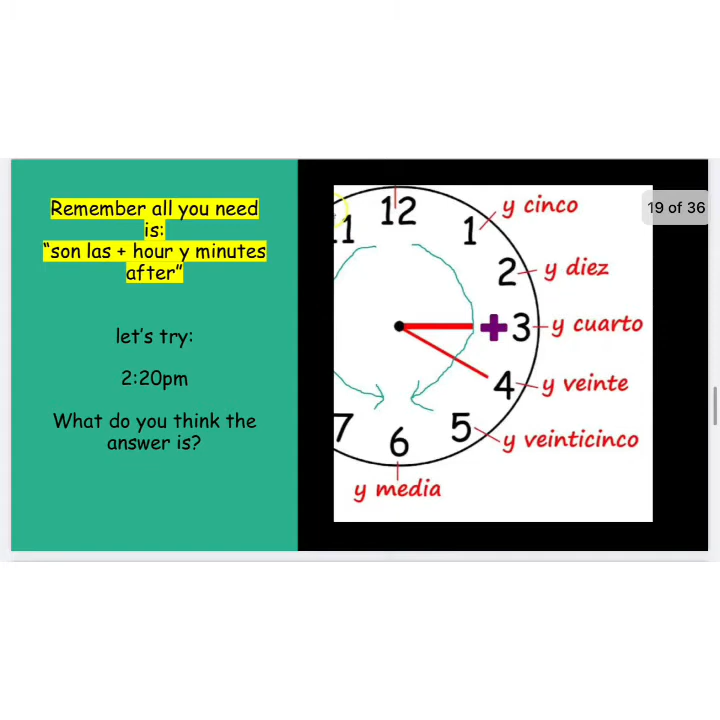 Remember all you need
is:
“son las + hour y minutes
after”
let’s try:
2:20pm
What do you think the
answer is?
19 of 36
12
11
1
2
3
4
5
6
7
y cinco
y diez
y cuarto
y veinte
y veinticinco
y media